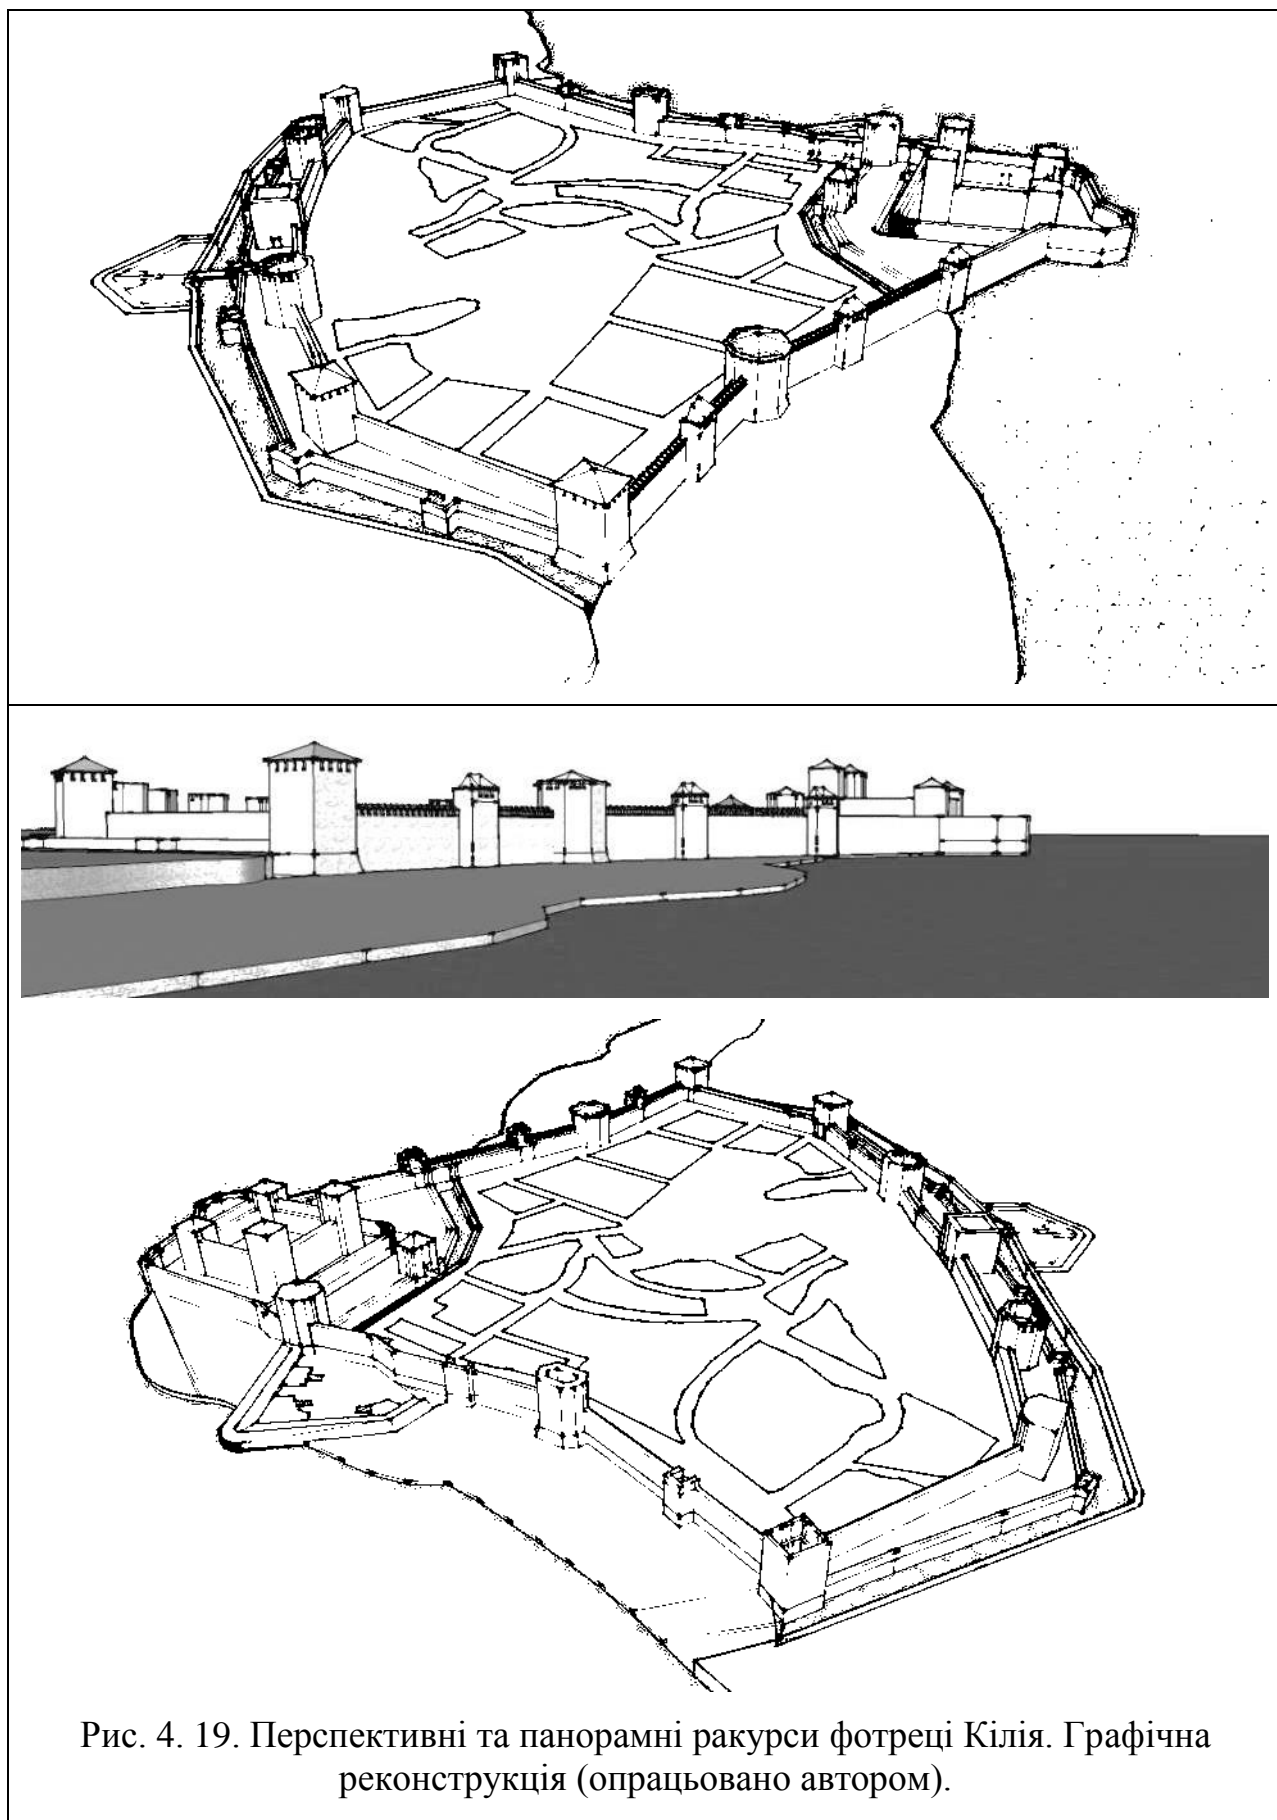 Рис. 4. 19. Перспективні та панорамні ракурси фотреці Кілія. Графічна
реконструкція (опрацьовано автором).